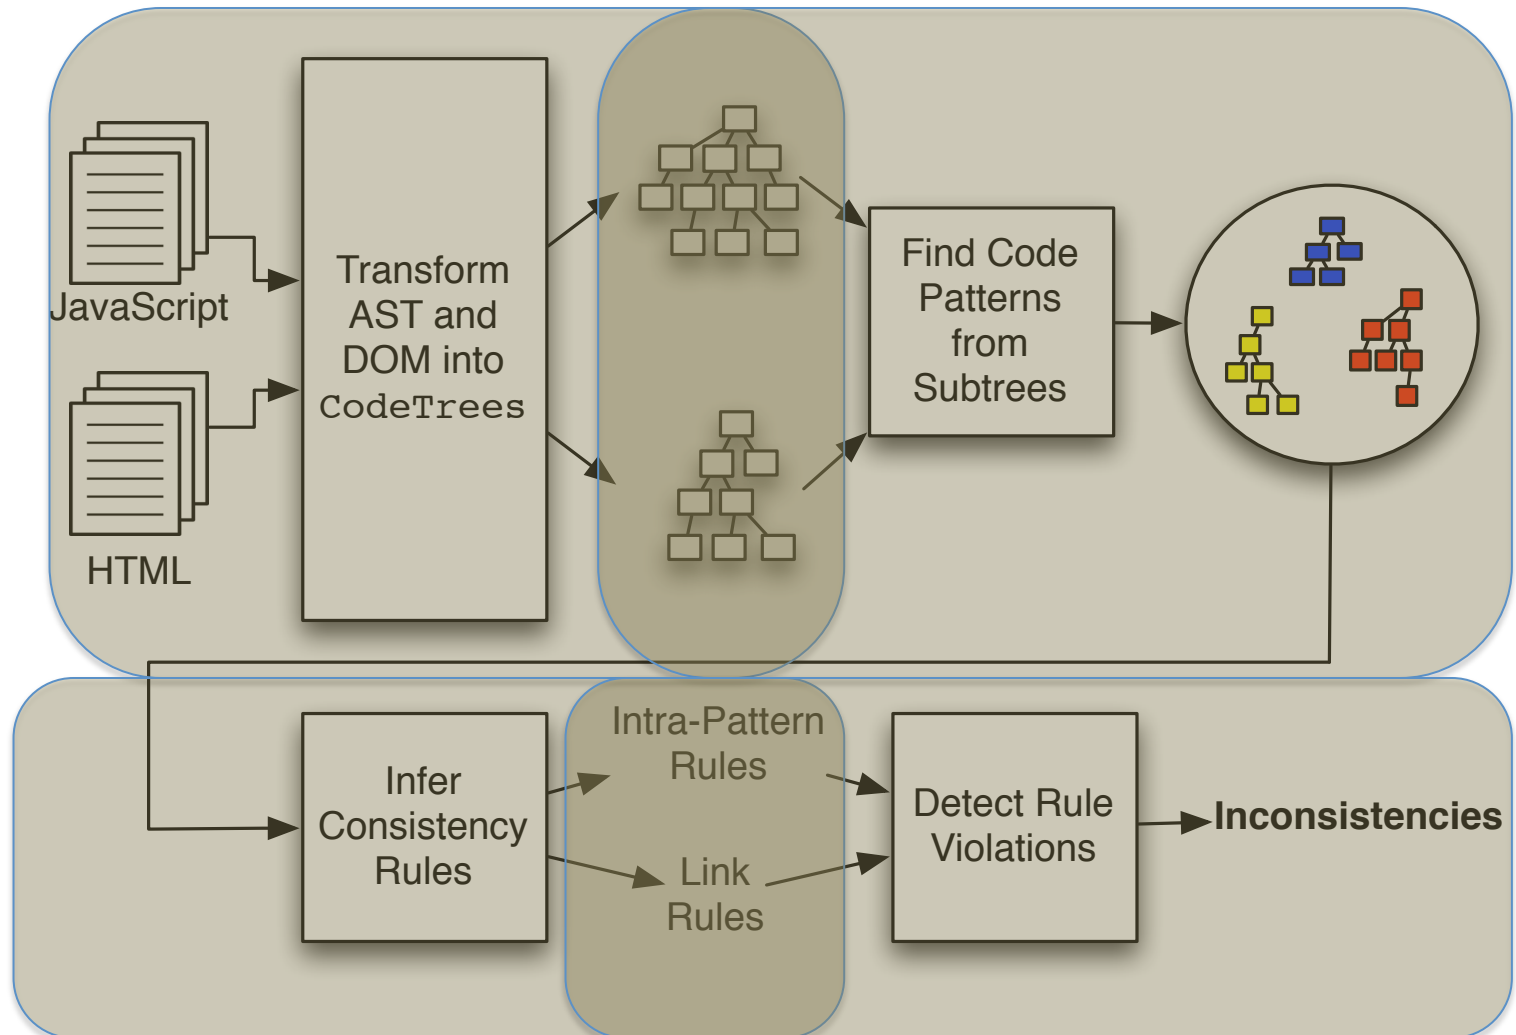 JavaScript
HTML
Transform
AST and
DOM into
CodeTrees
Find Code
Patterns
from
Subtrees
Infer
Consistency
Rules
Intra-Pattern
Rules
Link
Rules
Detect Rule
Violations
Inconsistencies